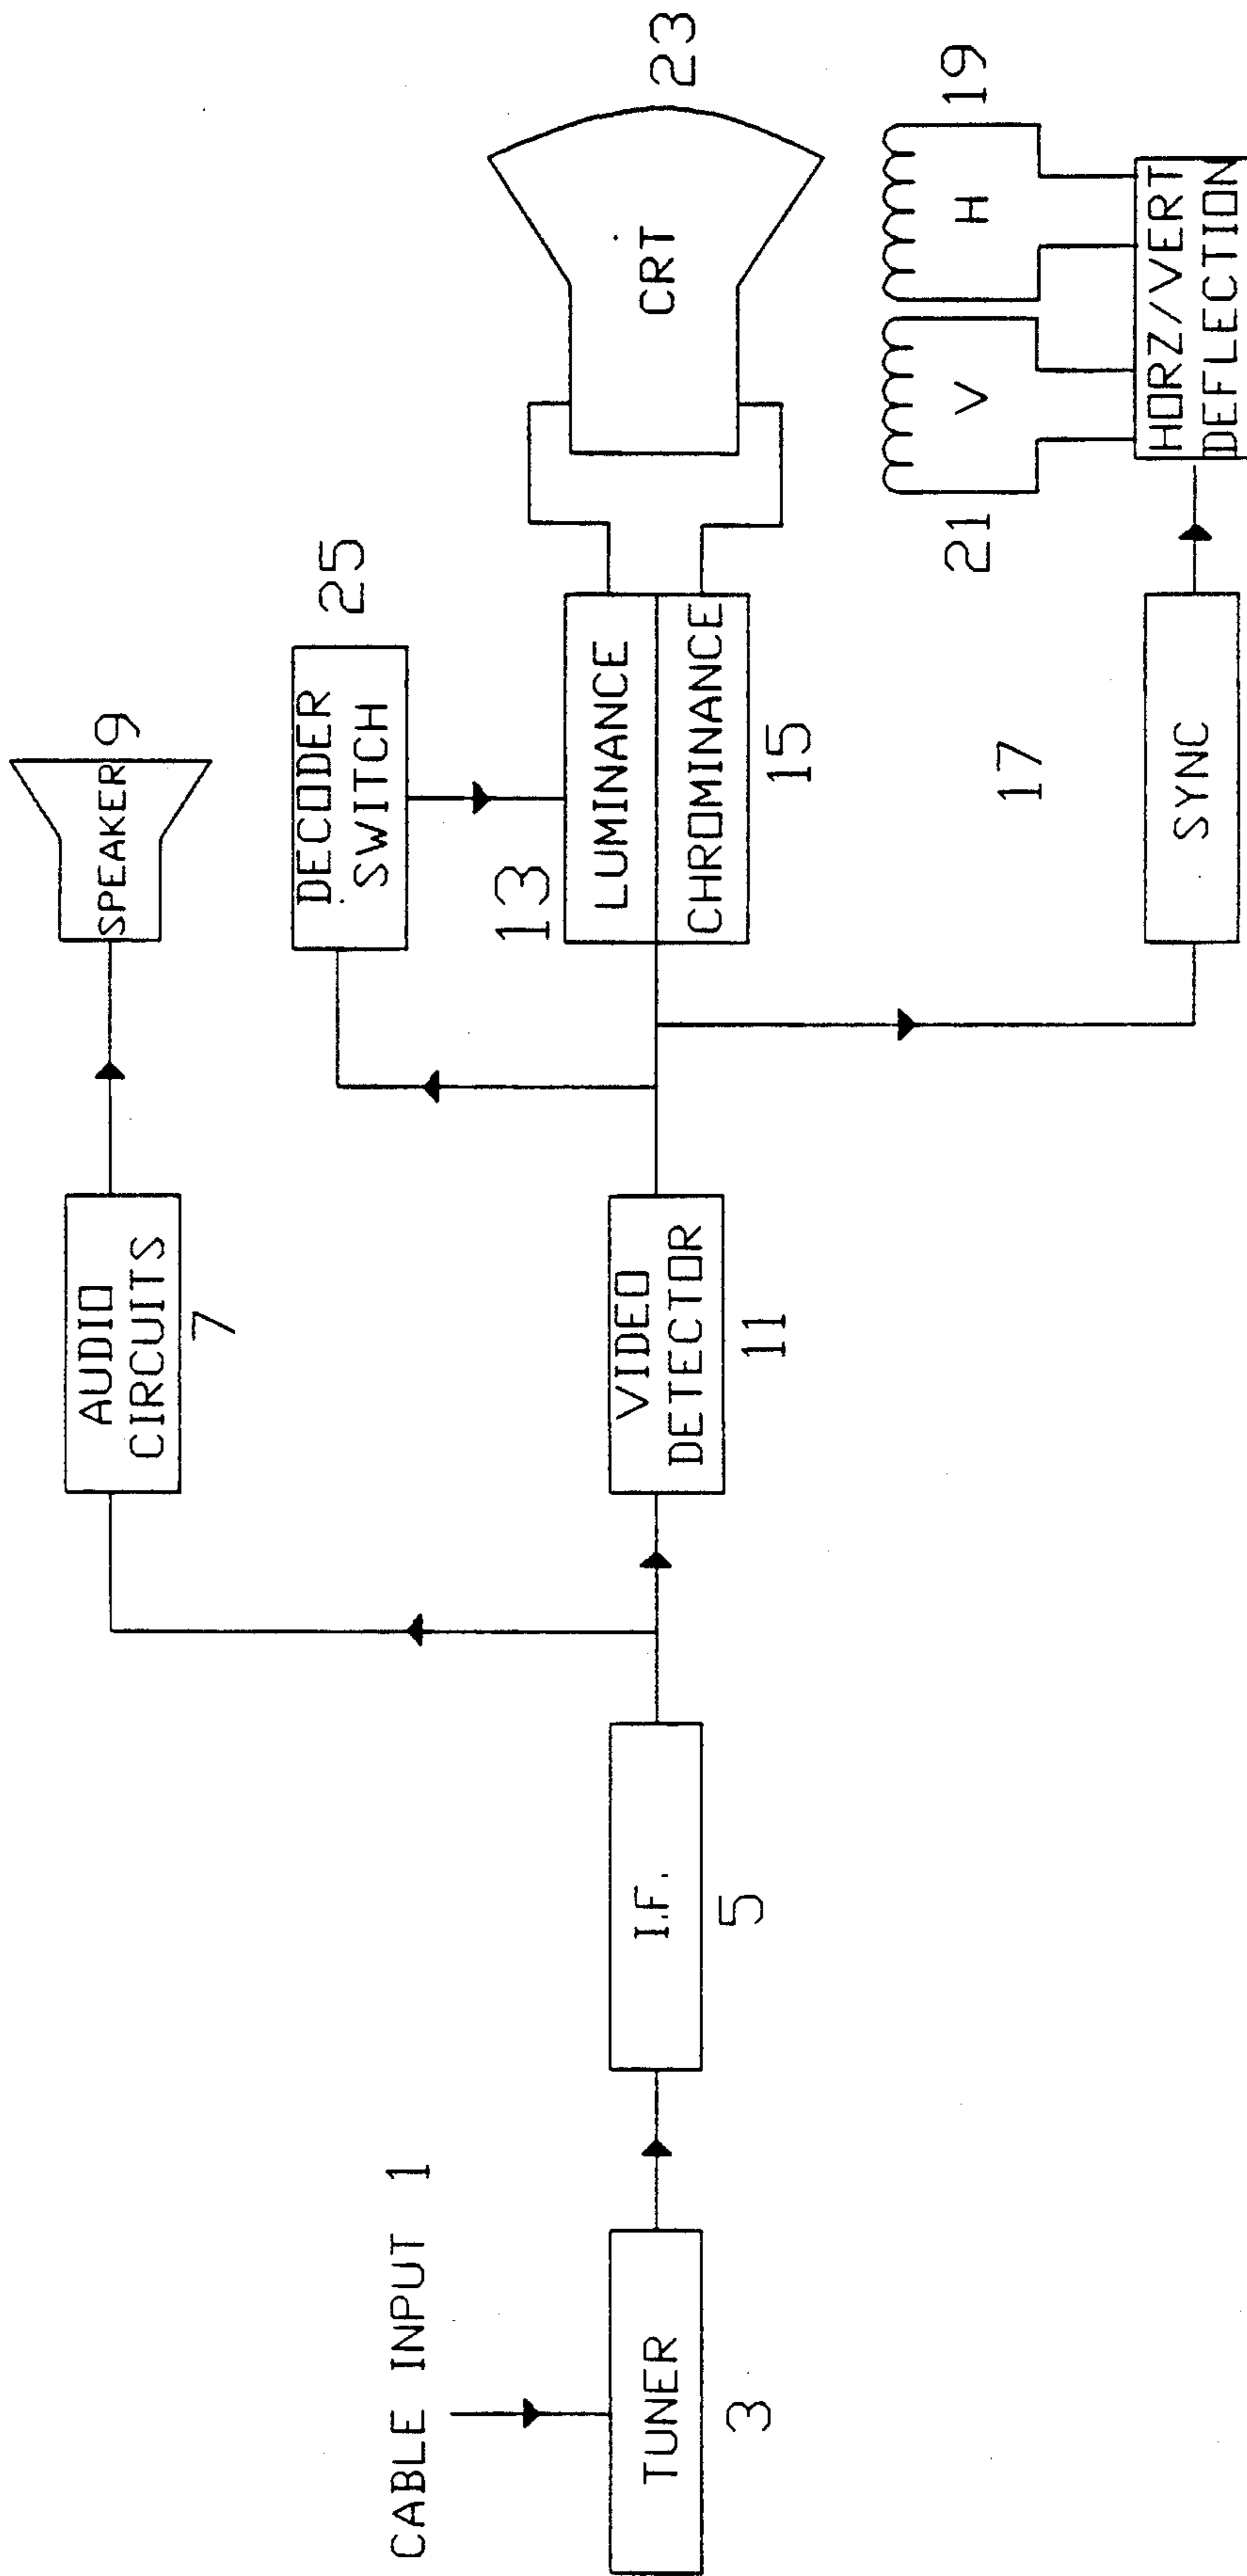 CABLE INPUT 1
TUNER
3
I.F.
5
AUDIO
CIRCUITS
7
SPEAKER 9
VIDEO
DETECTOR
11
DECODER
SWITCH
25
13
LUMINANCE
CHROMINANCE
15
CRT
23
17
SYNC
21
V
H
19
HORZ/VERT
DEFLECTION